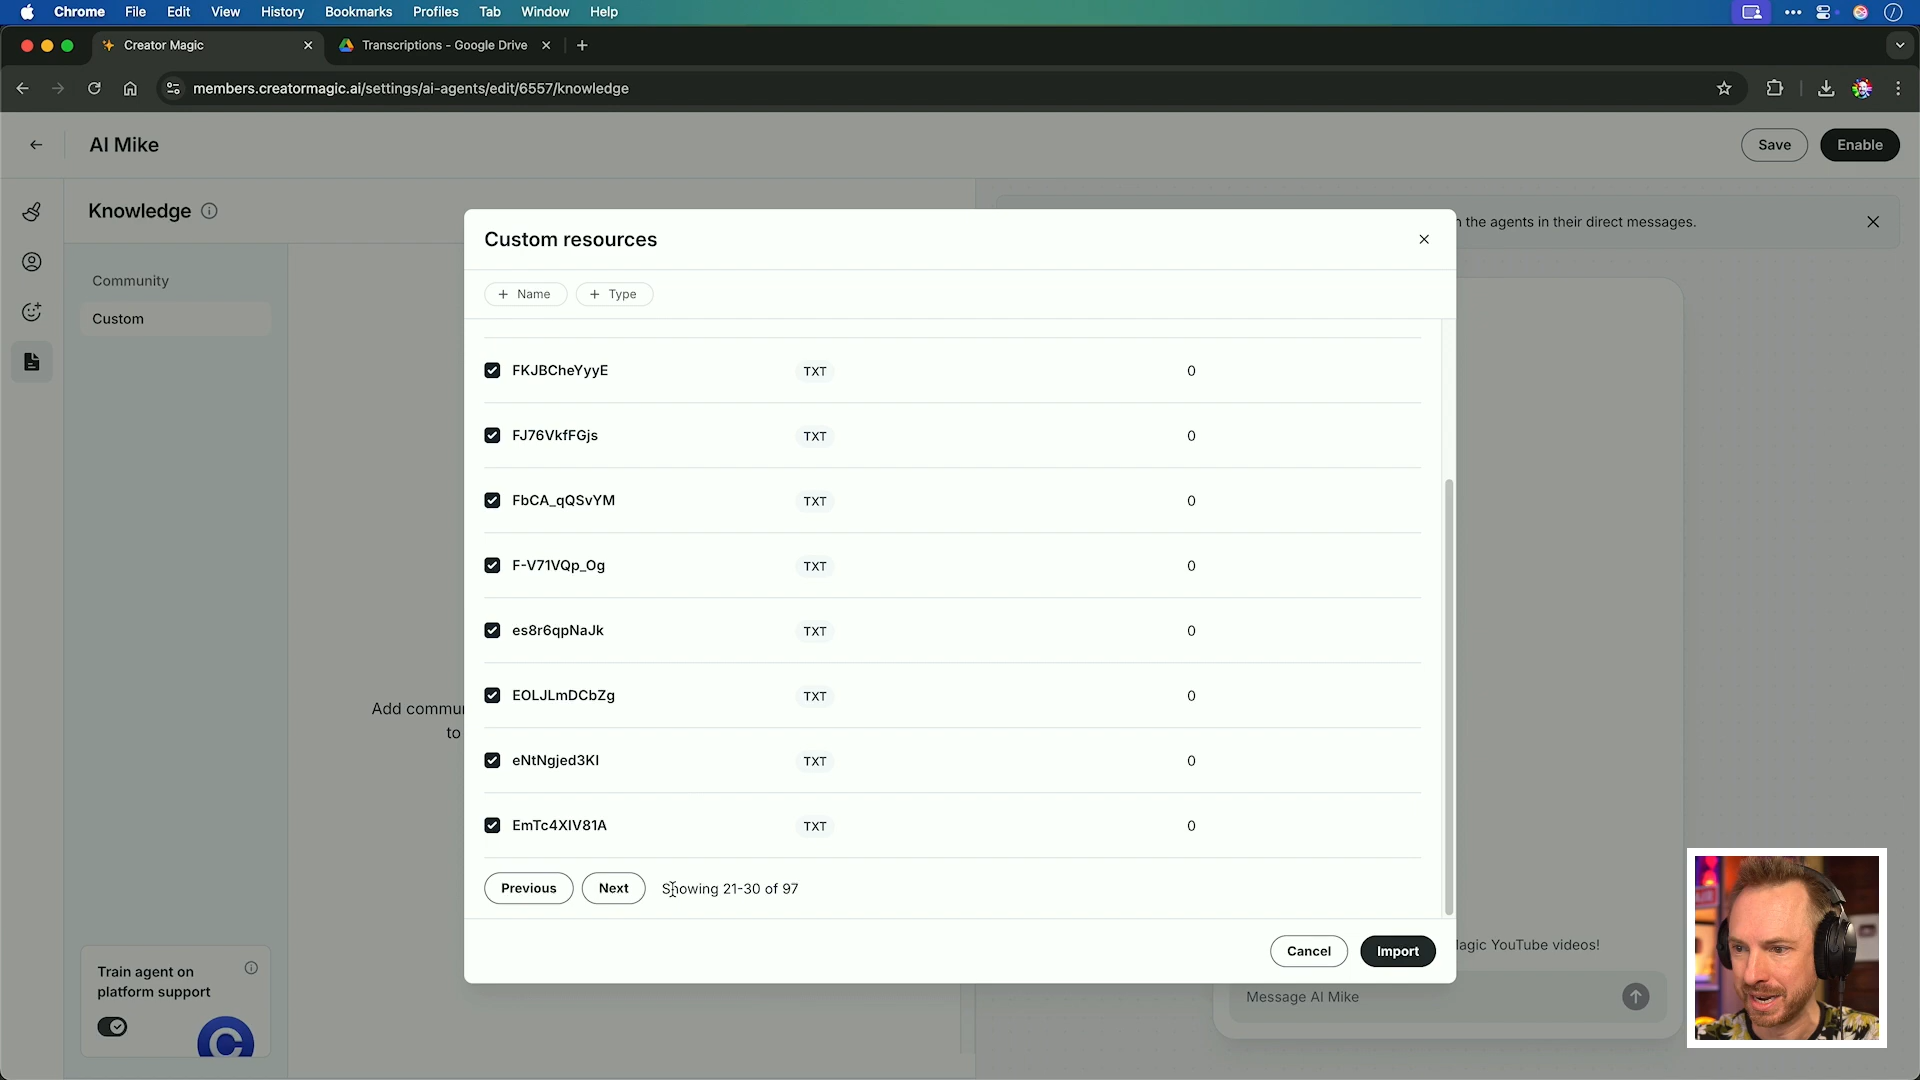 Chrome File Edit View History Bookmarks Profiles Tab Window Help
Creator Magic
Transcriptions - Google Drive
members.creatormagic.ai/settings/ai-agents/edit/6557/knowledge
AI Mike
Save
Enable
Knowledge
n the agents in their direct messages.
Community
Custom
Custom resources
+ Name
+ Type
FKJBCheYyyE TXT 0
FJ76VkfFGjs TXT 0
FbCA_qQSvYM TXT 0
F-V71VQp_Og TXT 0
es8r6qpNaJk TXT 0
EOLJLmDCbZg TXT 0
eNtNgjed3KI TXT 0
EmTc4XIV81A TXT 0
Previous
Next
Showing 21-30 of 97
Cancel
Import
Add commu
to
Train agent on
platform support
agic YouTube videos!
Message AI Mike